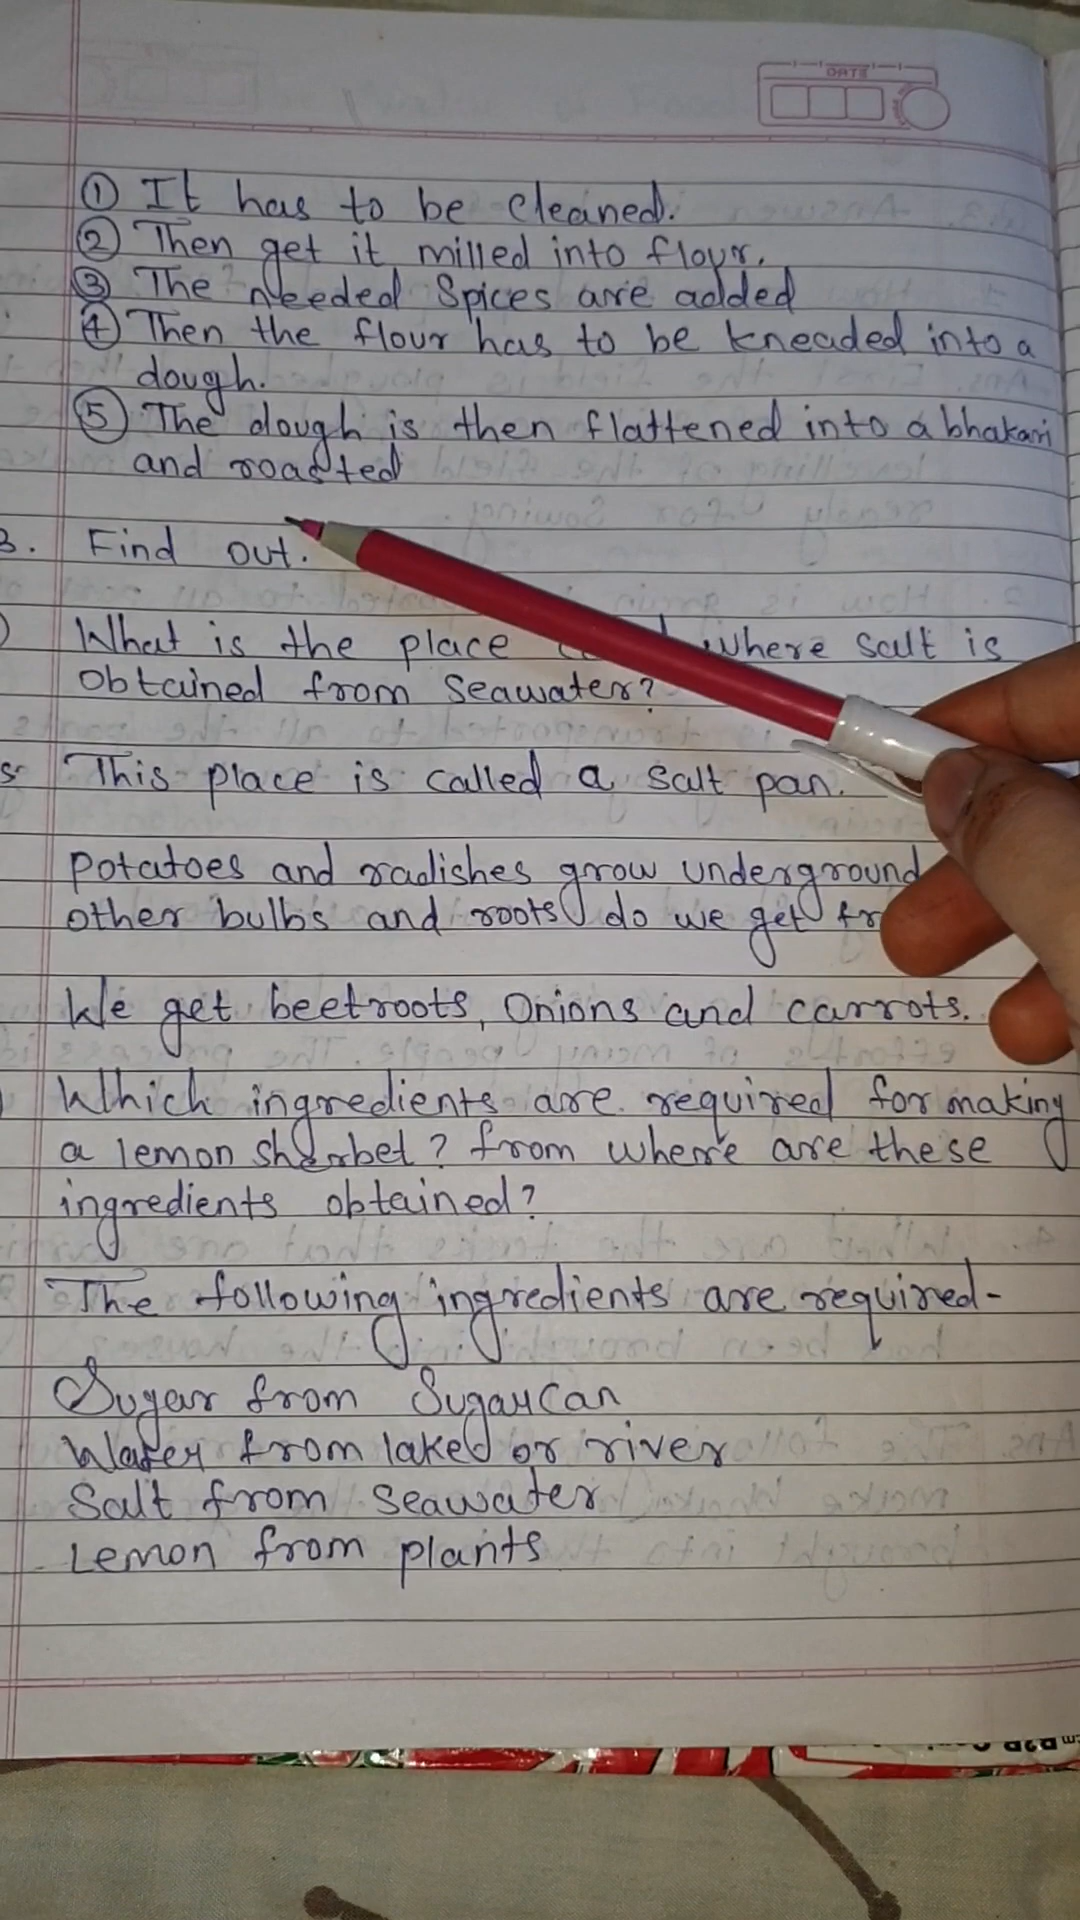 DATE
① It has to be cleaned.
② Then get it milled into flour.
③ The needed Spices are added
④ Then the flour has to be kneaded into a
dough.
⑤ The dough is then flattened into a bhakari
and roasted
3. Find out.
What is the place where salt is
Obtained from seawater?
This place is called a salt pan.
potatoes and radishes grow underground
other bulbs and roots do we get
We get beetroots, Onions and carrots.
Which ingredients are required for making
a lemon sherbet? from where are these
ingredients obtained?
The following ingredients are required-
Sugar from Sugarcan
Water from lake or river
Salt from seawater
Lemon from plants